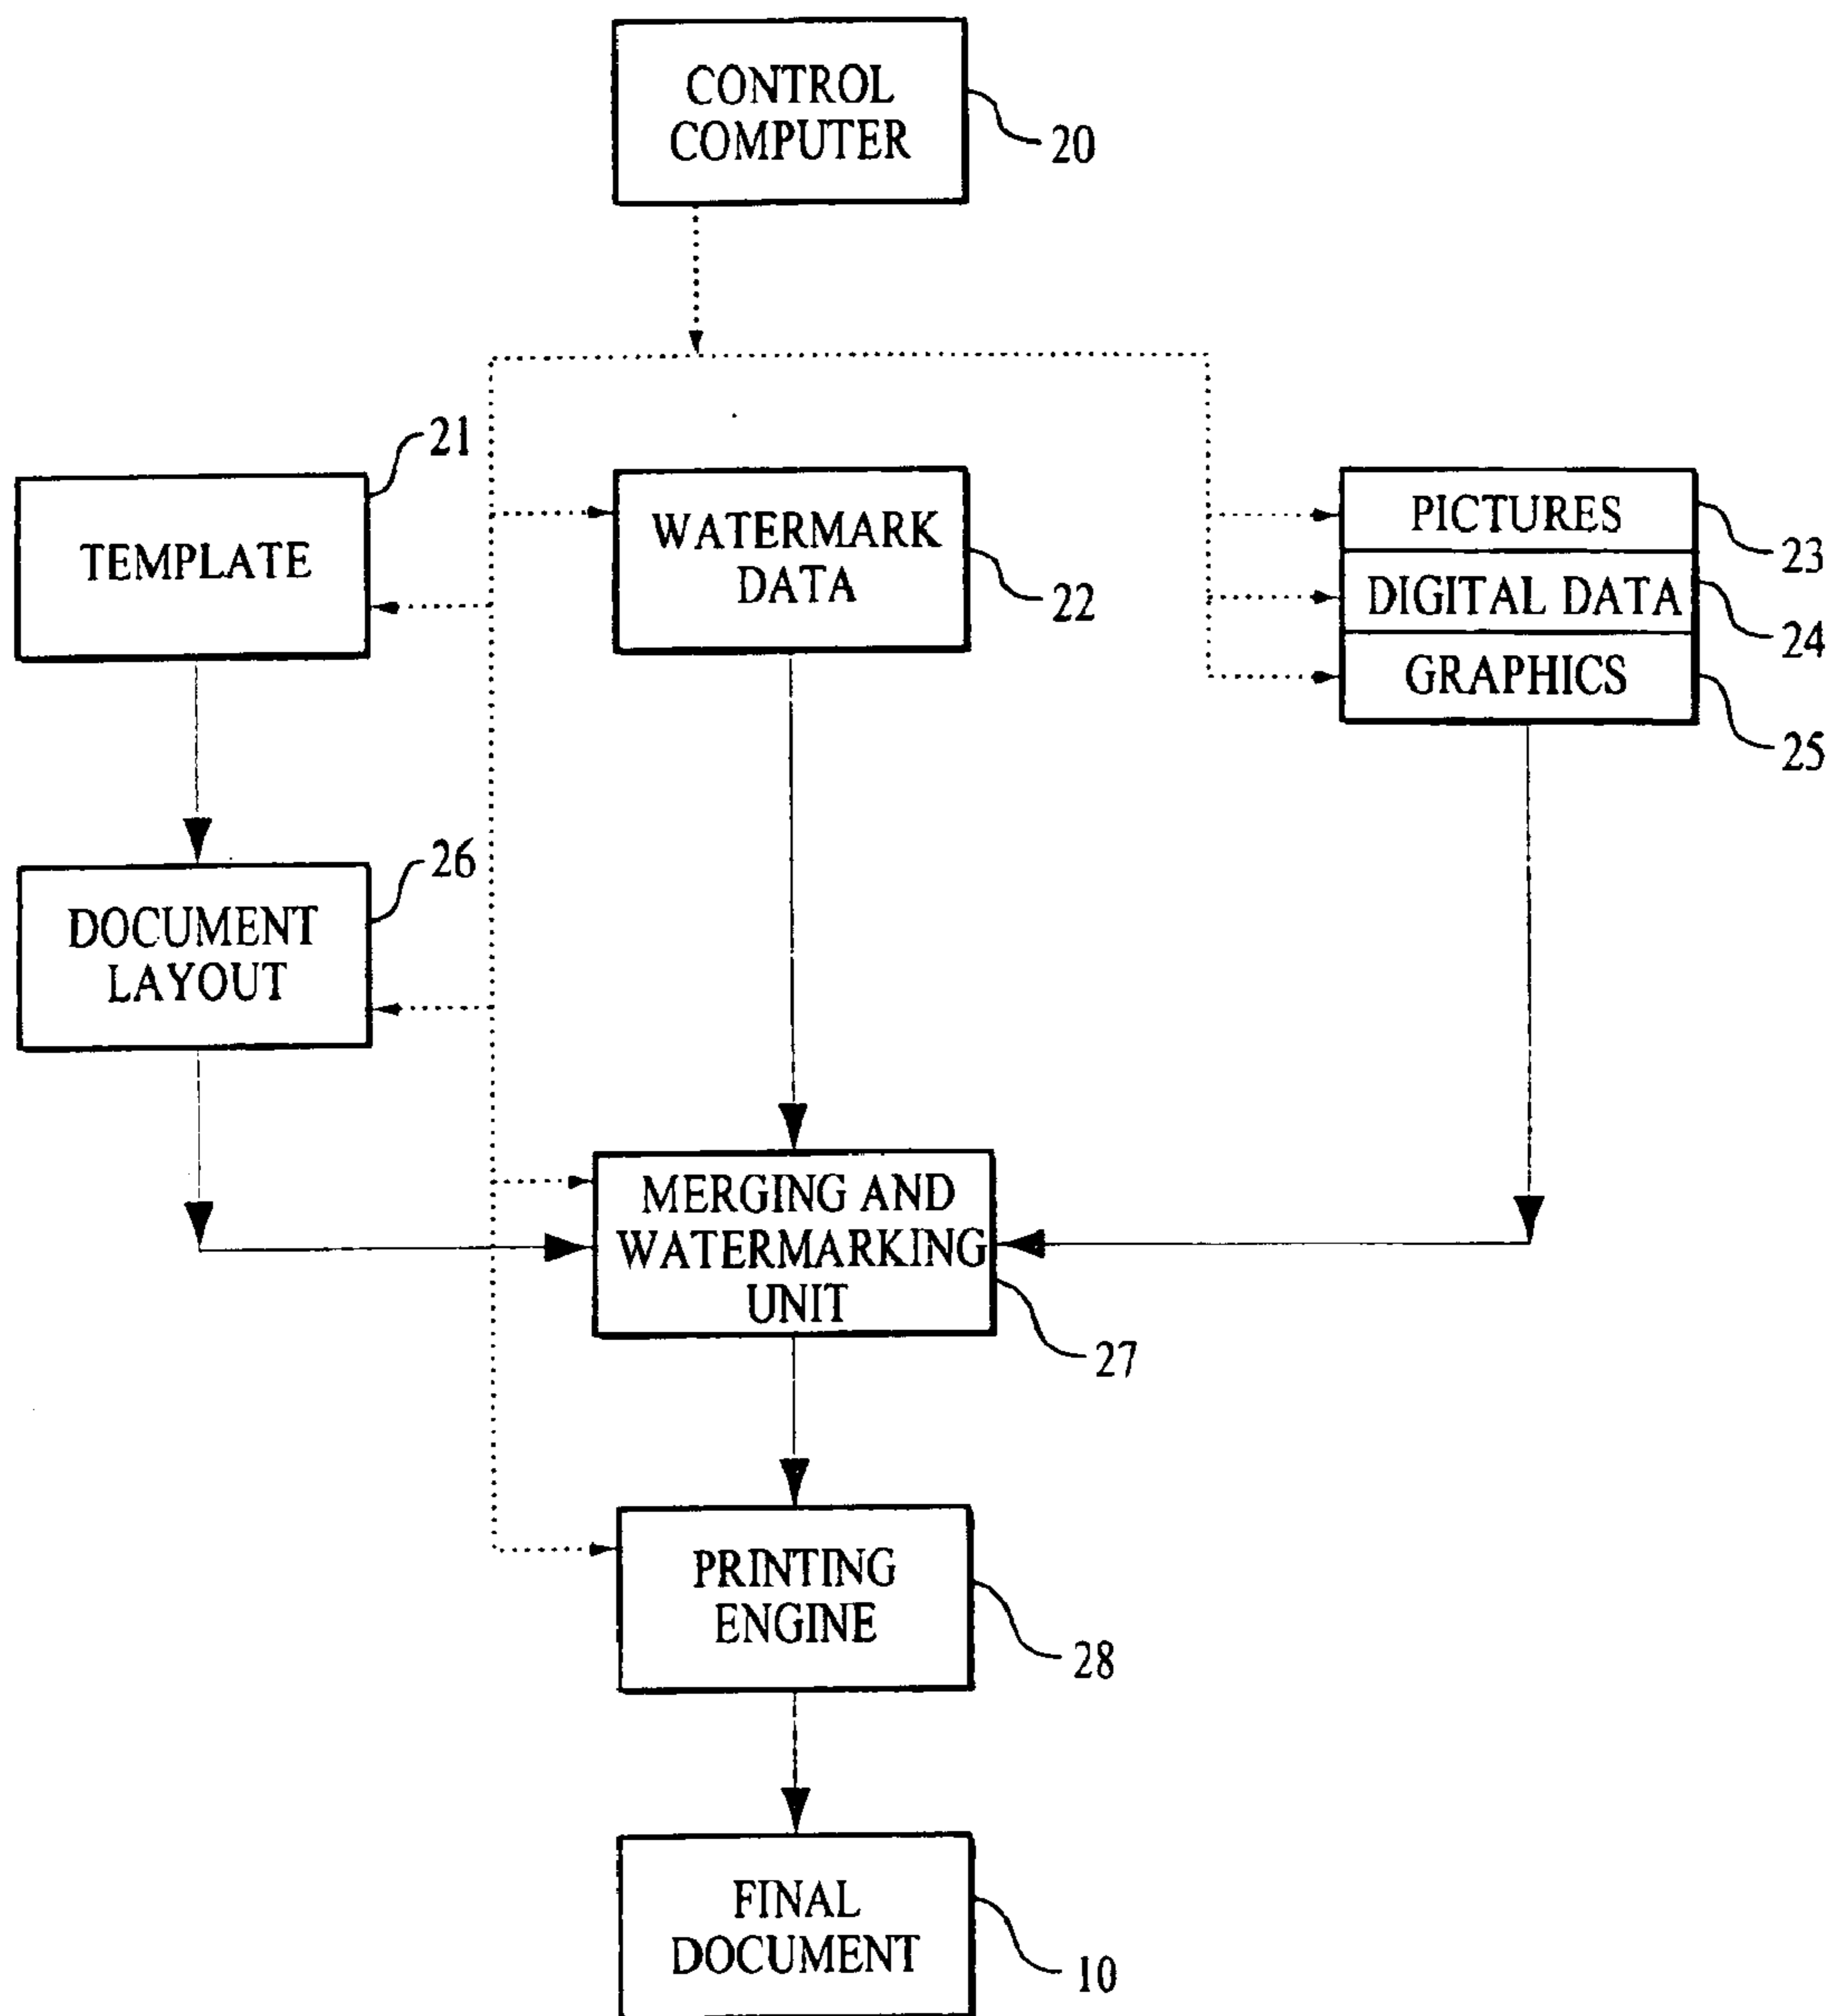 CONTROL
COMPUTER
20
21
TEMPLATE
WATERMARK
DATA
22
PICTURES
23
DIGITAL DATA
24
GRAPHICS
25
26
DOCUMENT
LAYOUT
MERGING AND
WATERMARKING
UNIT
27
PRINTING
ENGINE
28
FINAL
DOCUMENT
10